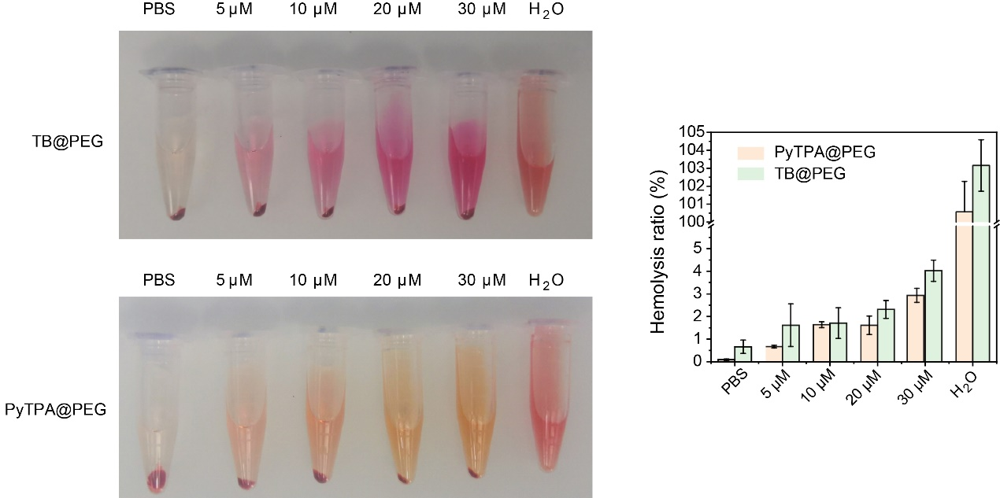 PBS 5 μM 10 μM 20 μM 30 μM H2O
TB@PEG
PBS 5 μM 10 μM 20 μM 30 μM H2O
PyTPA@PEG
Hemolysis ratio (%)
105
104
103
102
101
100
5
4
3
2
1
0
PyTPA@PEG
TB@PEG
PBS 5 μM 10 μM 20 μM 30 μM H2O